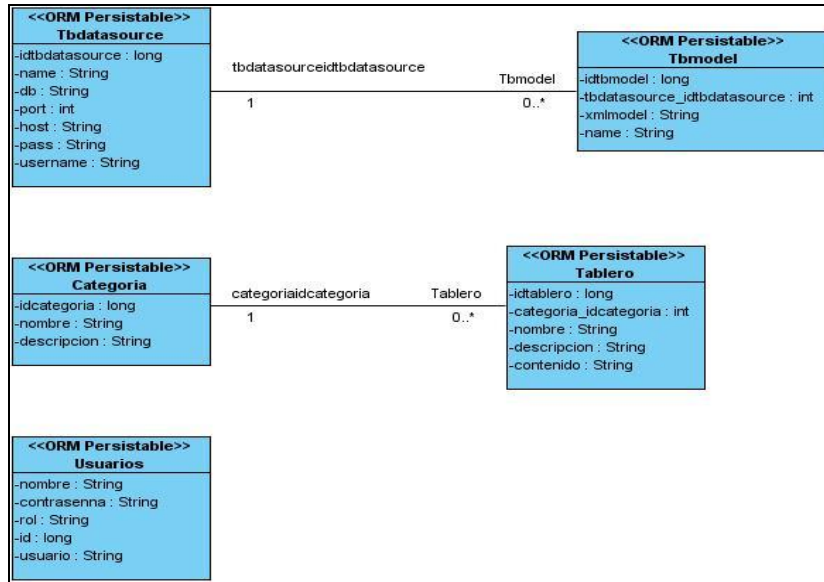 <<ORM Persistable>>
Tbdatasource
-idtbdatasource : long
-name : String
-db : String
-port : int
-host : String
-pass : String
-username : String
tbdatasourceidtbdatasource
1
Tbmodel
0..*
<<ORM Persistable>>
Tbmodel
-idtbmodel : long
-tbdatasource_idtbdatasource : int
-xmlmodel : String
-name : String
<<ORM Persistable>>
Categoria
-idcategoria : long
-nombre : String
-descripcion : String
categoriaidcategoria
1
Tablero
0..*
<<ORM Persistable>>
Tablero
-idtablero : long
-categoria_idcategoria : int
-nombre : String
-descripcion : String
-contenido : String
<<ORM Persistable>>
Usuarios
-nombre : String
-contrasenna : String
-rol : String
-id : long
-usuario : String